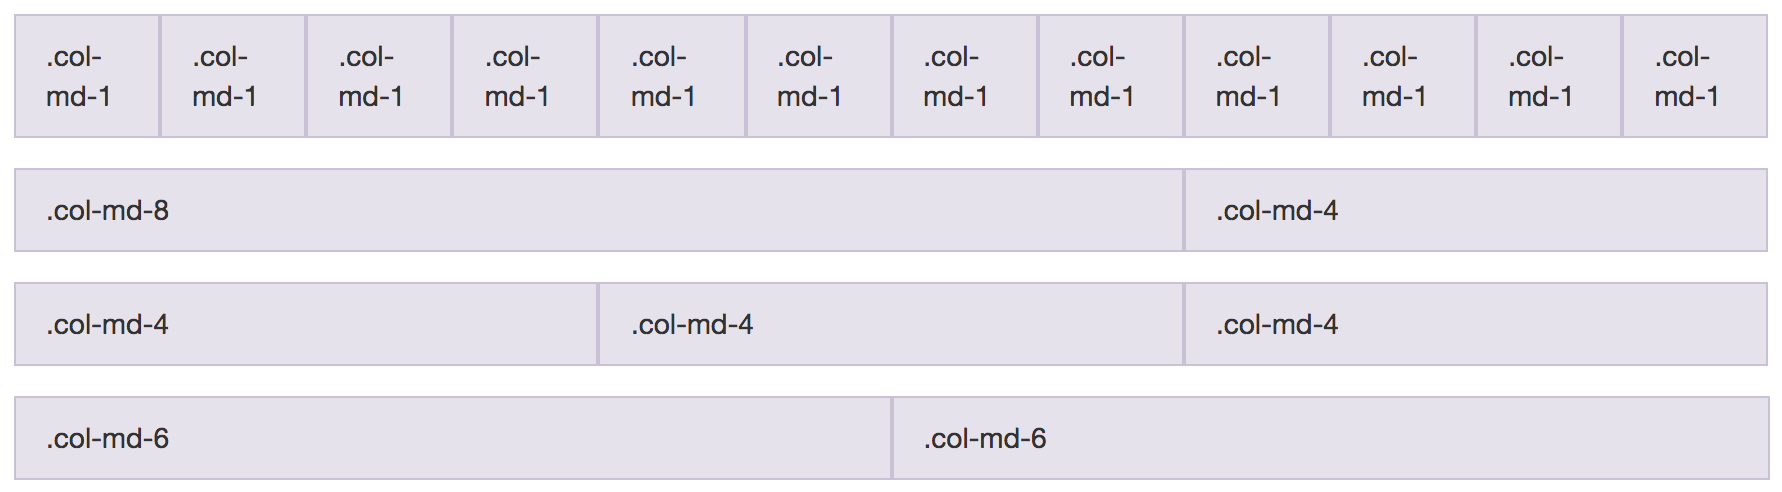 .col- .col- .col- .col- .col- .col- .col- .col- .col- .col- .col- .col-
md-1 md-1 md-1 md-1 md-1 md-1 md-1 md-1 md-1 md-1 md-1 md-1
.col-md-8 .col-md-4
.col-md-4 .col-md-4 .col-md-4
.col-md-6 .col-md-6